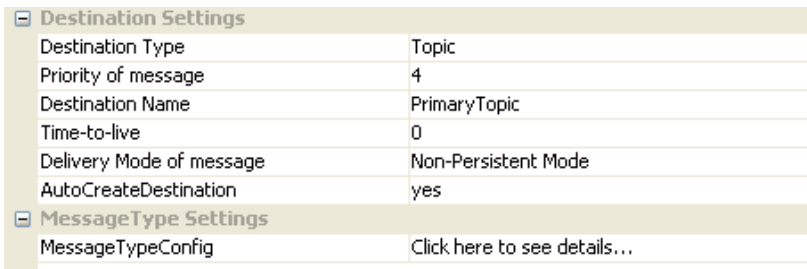 Destination Settings
Destination Type Topic
Priority of message 4
Destination Name PrimaryTopic
Time-to-live 0
Delivery Mode of message Non-Persistent Mode
AutoCreateDestination yes
MessageType Settings
MessageTypeConfig Click here to see details...